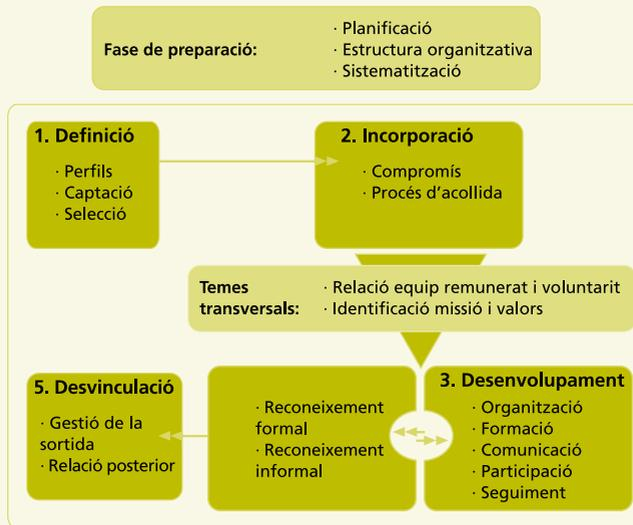 Fase de preparació:
· Planificació
· Estructura organitzativa
· Sistematització
1. Definició
· Perfils
· Captació
· Selecció
2. Incorporació
· Compromís
· Procés d'acollida
Temes
transversals:
· Relació equip remunerat i voluntarit
· Identificació missió i valors
3. Desenvolupament
· Organització
· Formació
· Comunicació
· Participació
· Seguiment
· Reconeixement
formal
· Reconeixement
informal
5. Desvinculació
· Gestió de la
sortida
· Relació posterior